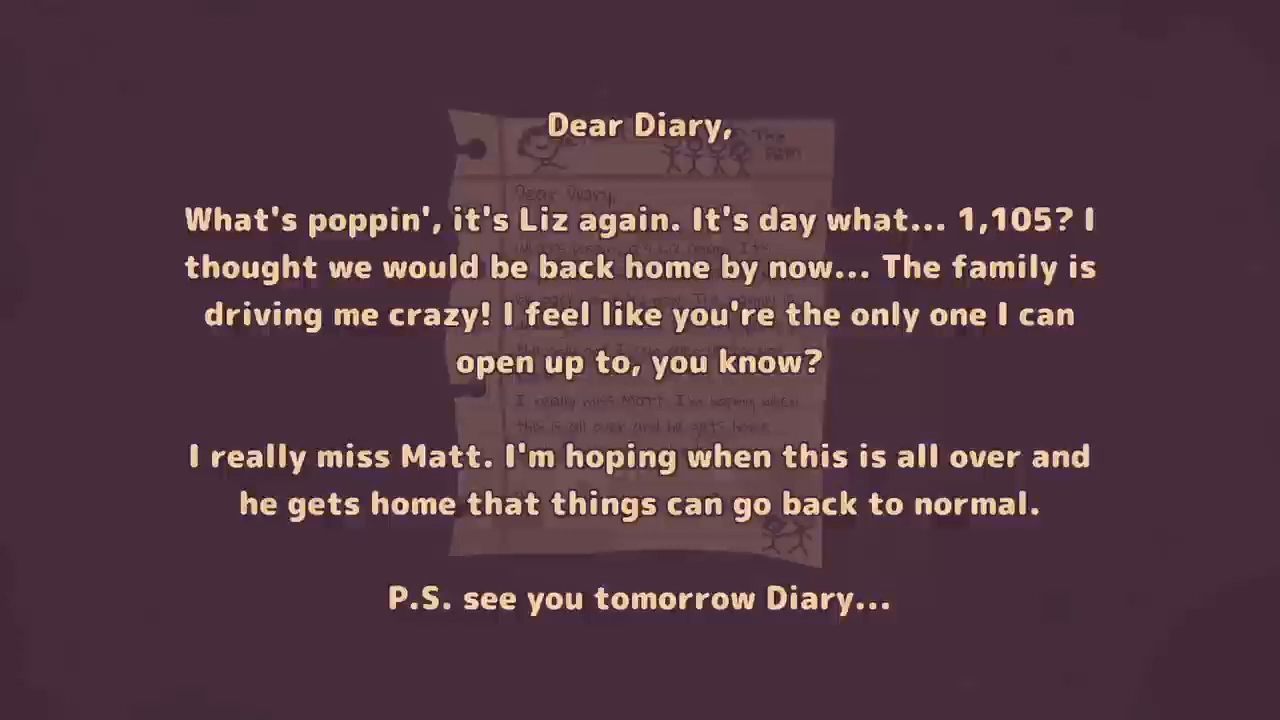 Dear Diary,
What's poppin', it's Liz again. It's day what... 1,105? I
thought we would be back home by now... The family is
driving me crazy! I feel like you're the only one I can
open up to, you know?
I really miss Matt. I'm hoping when this is all over and
he gets home that things can go back to normal.
P.S. see you tomorrow Diary...